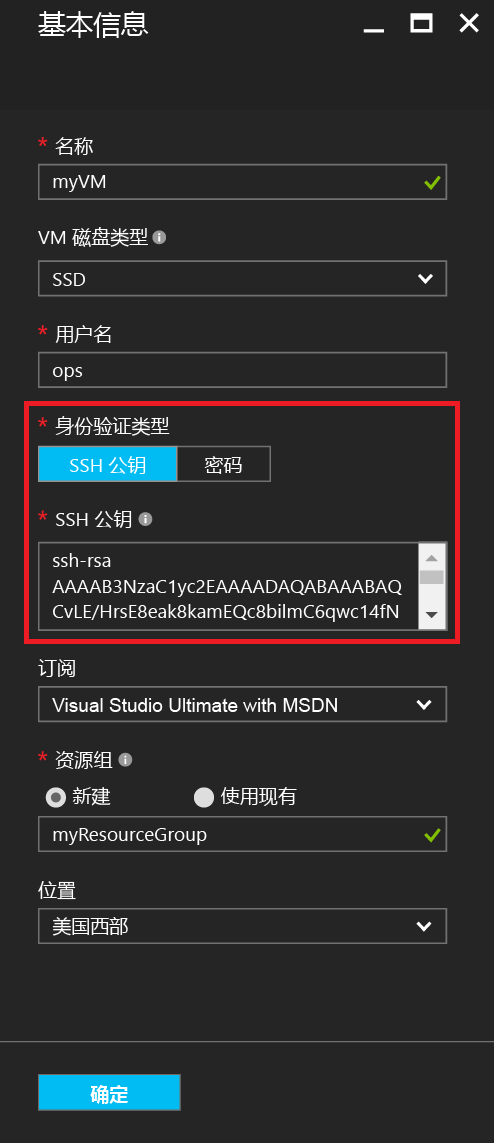 基本信息
* 名称
myVM
VM 磁盘类型
SSD
* 用户名
ops
* 身份验证类型
SSH 公钥 密码
* SSH 公钥
ssh-rsa
AAAAB3NzaC1yc2EAAAADAQABAAABAQ
CvLE/HrsE8eak8kamEQc8bilmC6qwc14fN
订阅
Visual Studio Ultimate with MSDN
* 资源组
新建 使用现有
myResourceGroup
位置
美国西部
确定